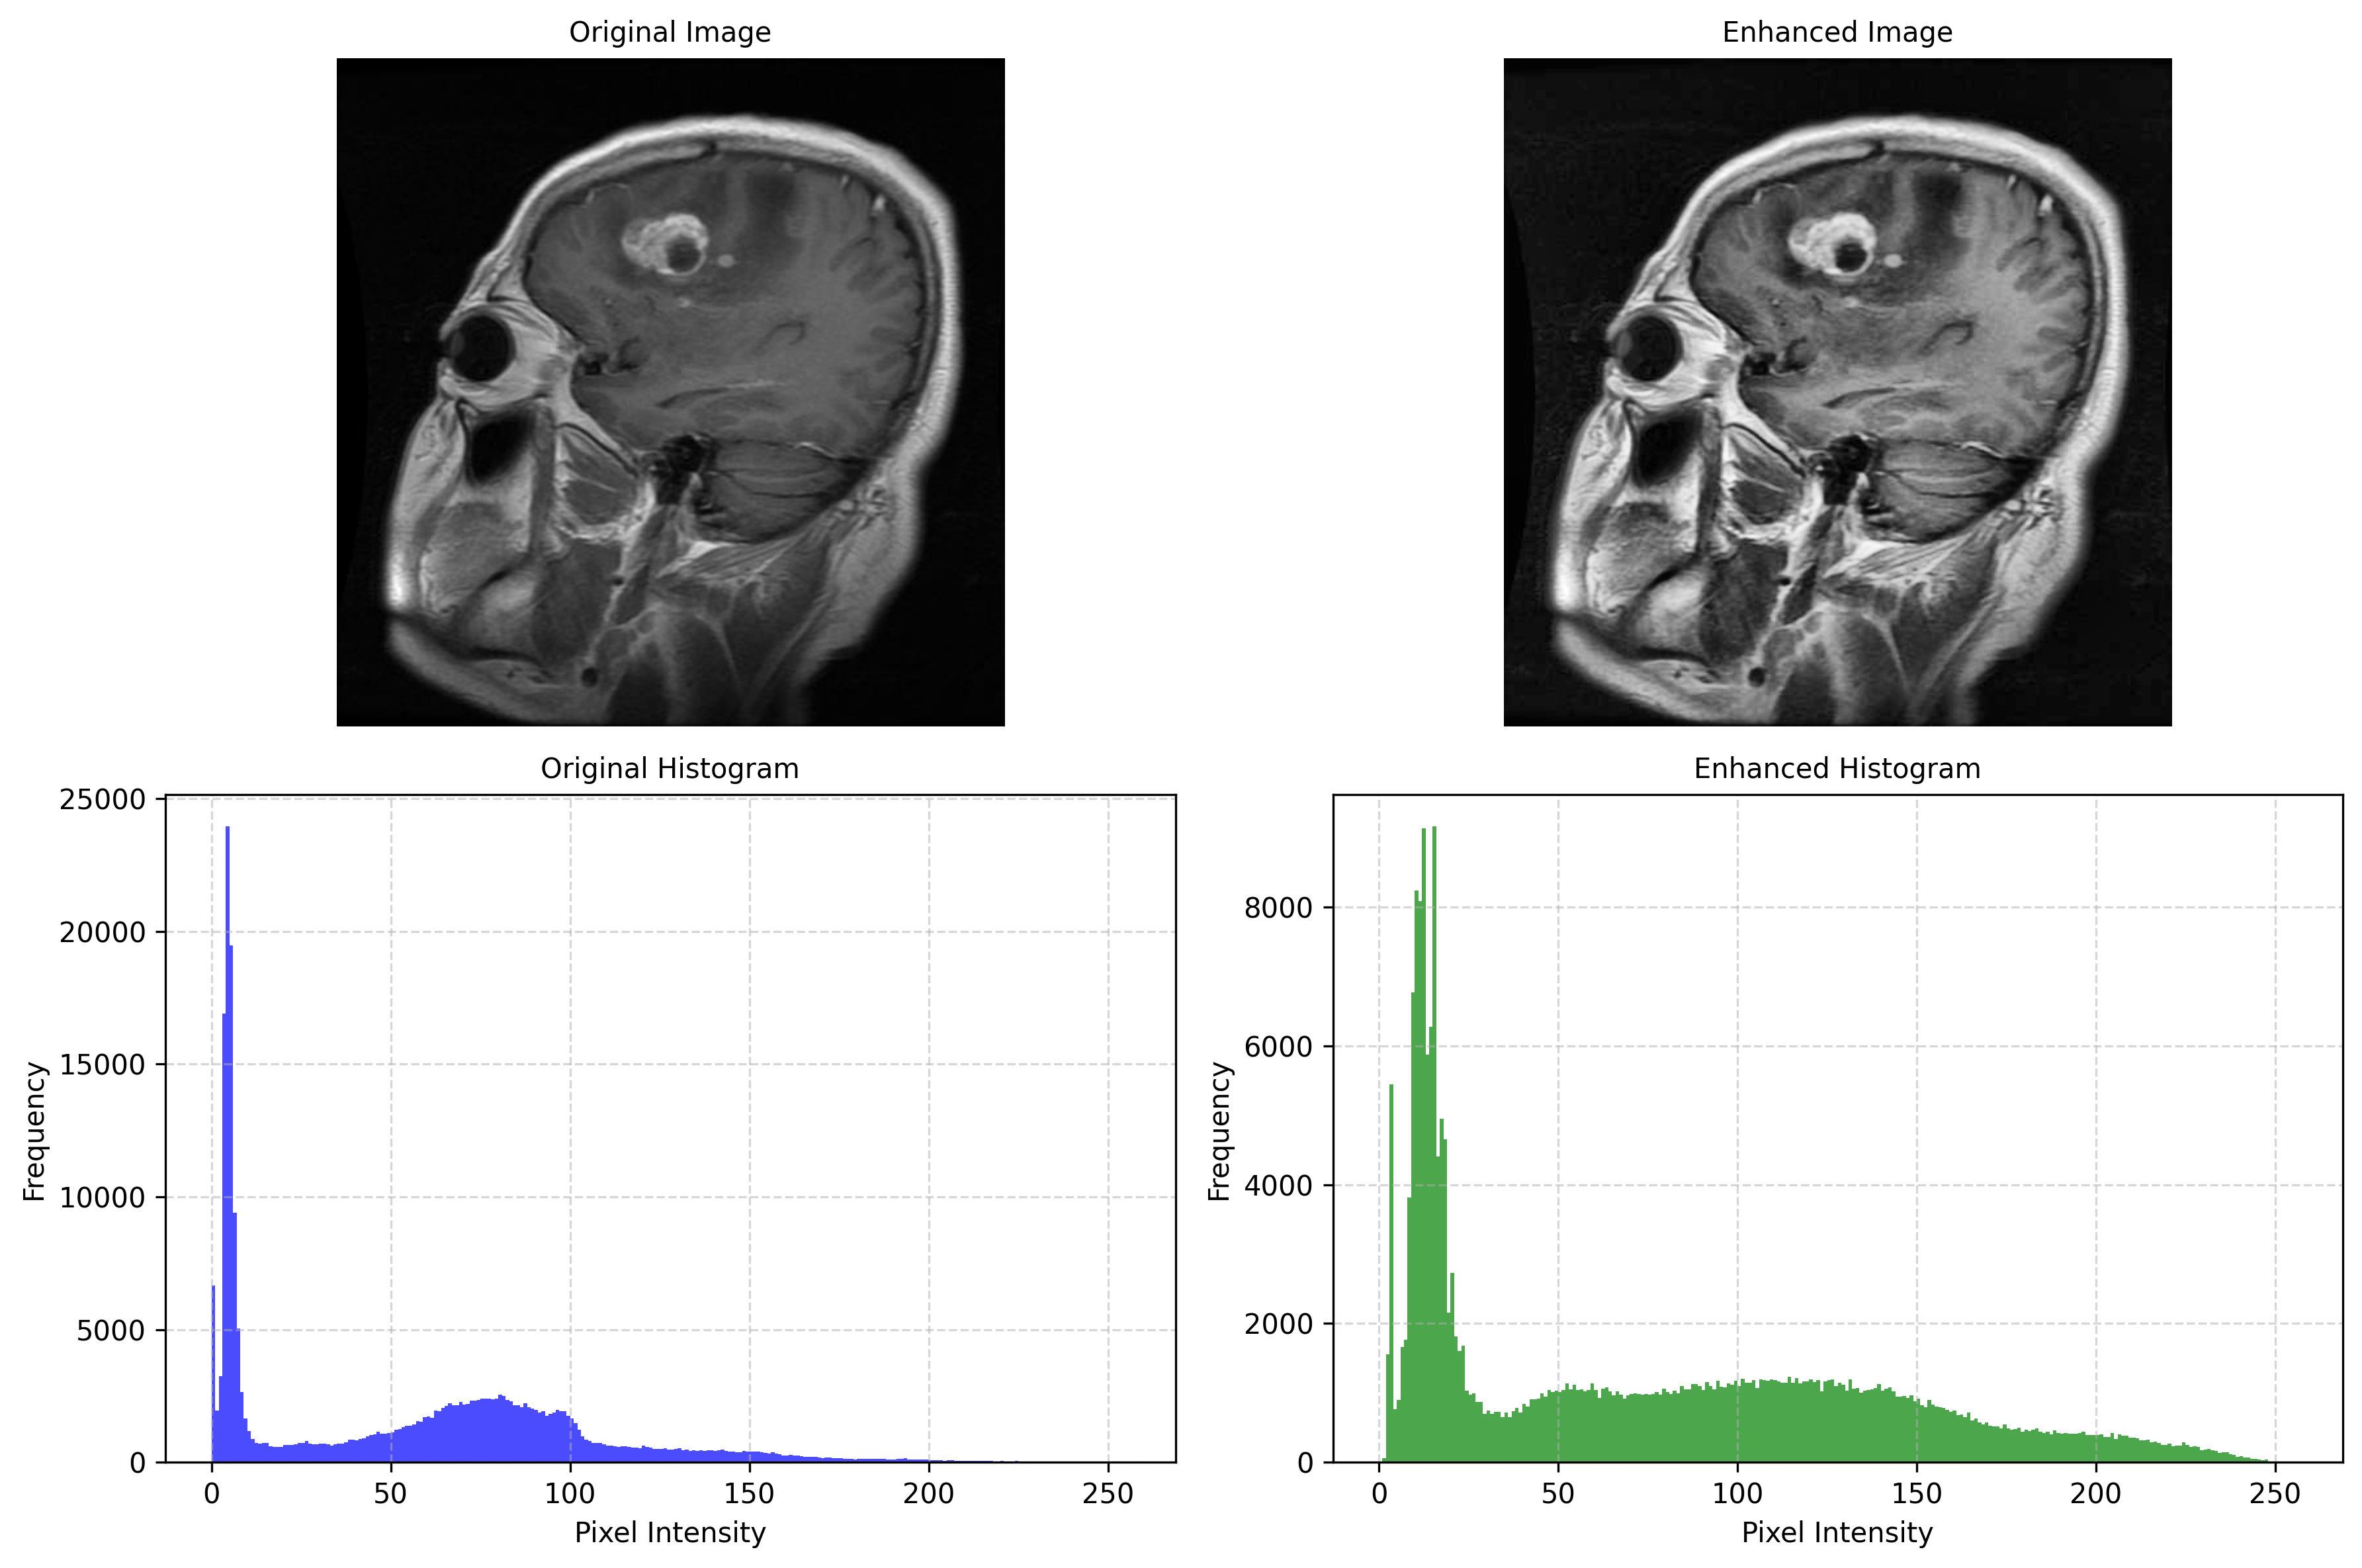 Original Image
Enhanced Image
Original Histogram
25000
20000
15000
10000
5000
0
Frequency
0 50 100 150 200 250
Pixel Intensity
Enhanced Histogram
8000
6000
4000
2000
0
Frequency
0 50 100 150 200 250
Pixel Intensity